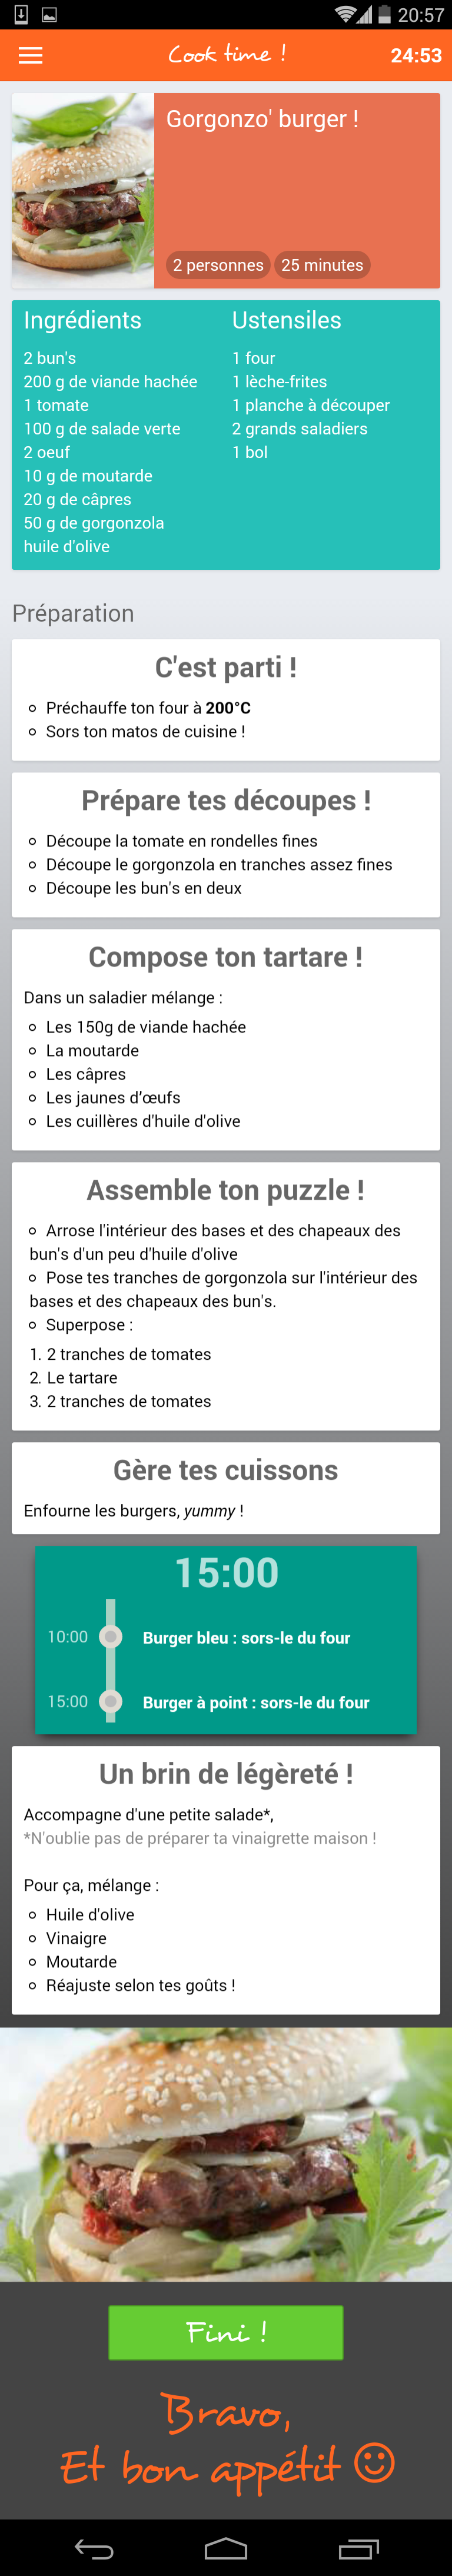 20:57
Cook time !
24:53
Gorgonzo' burger !
2 personnes
25 minutes
Ingrédients
2 bun's
200 g de viande hachée
1 tomate
100 g de salade verte
2 oeuf
10 g de moutarde
20 g de câpres
50 g de gorgonzola
huile d'olive
Ustensiles
1 four
1 lèche-frites
1 planche à découper
2 grands saladiers
1 bol
Préparation
C'est parti !
Préchauffe ton four à 200°C
Sors ton matos de cuisine !
Prépare tes découpes !
Découpe la tomate en rondelles fines
Découpe le gorgonzola en tranches assez fines
Découpe les bun's en deux
Compose ton tartare !
Dans un saladier mélange :
Les 150g de viande hachée
La moutarde
Les câpres
Les jaunes d'œufs
Les cuillères d'huile d'olive
Assemble ton puzzle !
Arrose l'intérieur des bases et des chapeaux des
bun's d'un peu d'huile d'olive
Pose tes tranches de gorgonzola sur l'intérieur des
bases et des chapeaux des bun's.
Superpose :
1. 2 tranches de tomates
2. Le tartare
3. 2 tranches de tomates
Gère tes cuissons
Enfourne les burgers, yummy !
15:00
10:00 Burger bleu : sors-le du four
15:00 Burger à point : sors-le du four
Un brin de légèreté !
Accompagne d'une petite salade*,
*N'oublie pas de préparer ta vinaigrette maison !
Pour ça, mélange :
Huile d'olive
Vinaigre
Moutarde
Réajuste selon tes goûts !
Fini !
Bravo,
Et bon appétit ☺